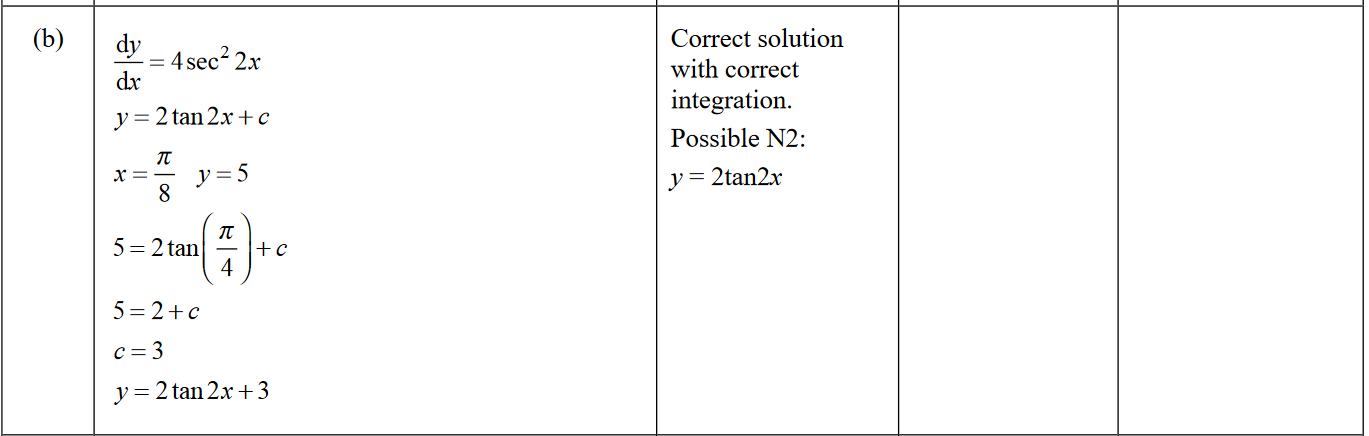 (b)
dy/dx = 4 sec² 2x
y = 2 tan 2x + c
x = π/8 y = 5
5 = 2 tan(π/4) + c
5 = 2 + c
c = 3
y = 2 tan 2x + 3
Correct solution
with correct
integration.
Possible N2:
y = 2tan2x